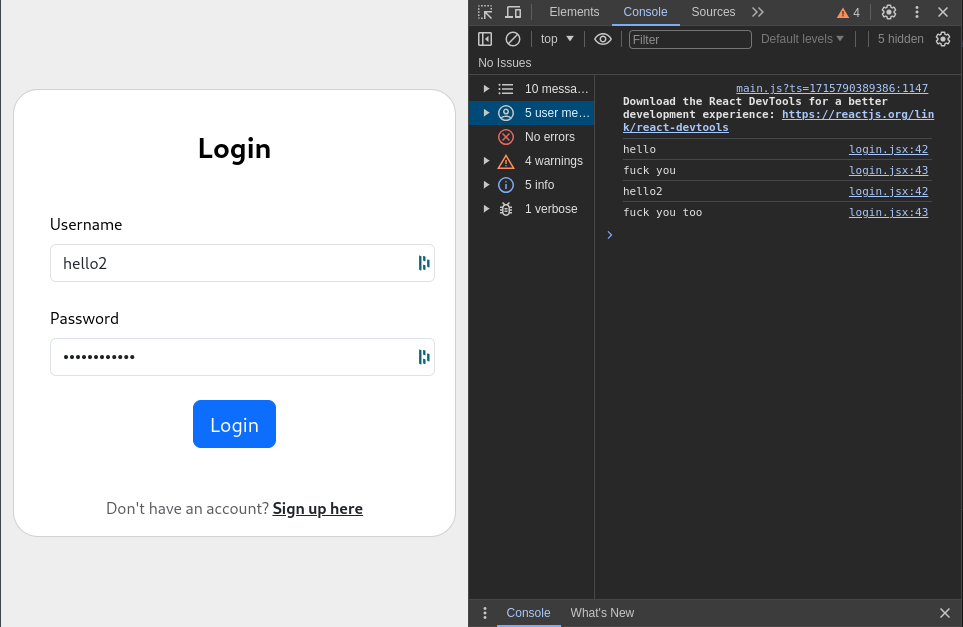 Elements Console Sources 4
top Filter Default levels 5 hidden
No Issues
10 messa...
5 user me...
No errors
4 warnings
5 info
1 verbose
main.js?ts=1715790389386:1147
Download the React DevTools for a better
development experience: https://reactjs.org/lin
k/react-devtools
hello login.jsx:42
fuck you login.jsx:43
hello2 login.jsx:42
fuck you too login.jsx:43
Console What's New
Login
Username
hello2
Password
••••••••••••
Login
Don't have an account? Sign up here